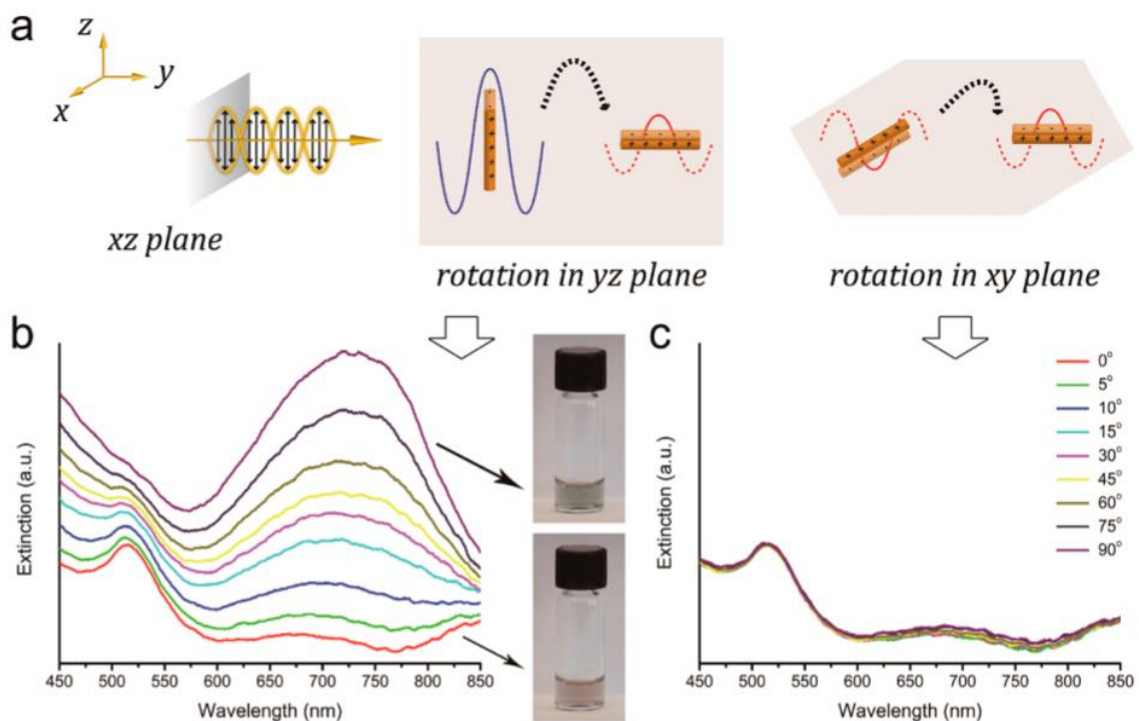 a
z
y
x
xz plane
rotation in yz plane
rotation in xy plane
b
Extinction (a.u.)
450 500 550 600 650 700 750 800 850
Wavelength (nm)
c
Extinction (a.u.)
0°
5°
10°
15°
30°
45°
60°
75°
90°
450 500 550 600 650 700 750 800 850
Wavelength (nm)